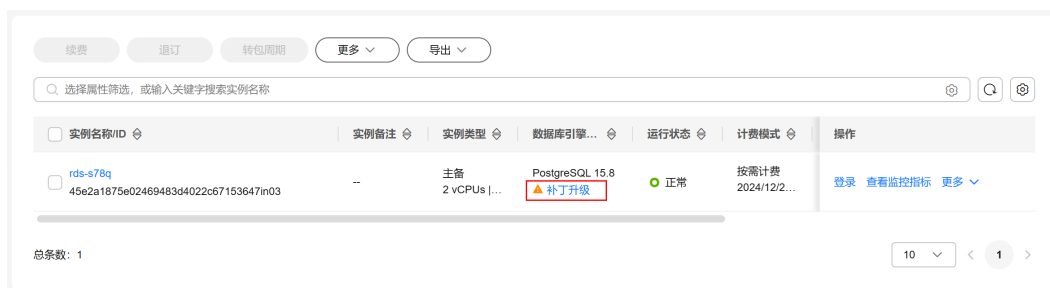 续费 退订 转包周期 更多 导出
选择属性筛选，或输入关键字搜索实例名称
实例名称/ID 实例备注 实例类型 数据库引擎... 运行状态 计费模式 操作
rds-s78q 主备 PostgreSQL 15.8 按需计费
45e2a1875e02469483d4022c67153647in03 -- 2 vCPUs |... 补丁升级 正常 2024/12/2... 登录 查看监控指标 更多
总条数：1 10 1